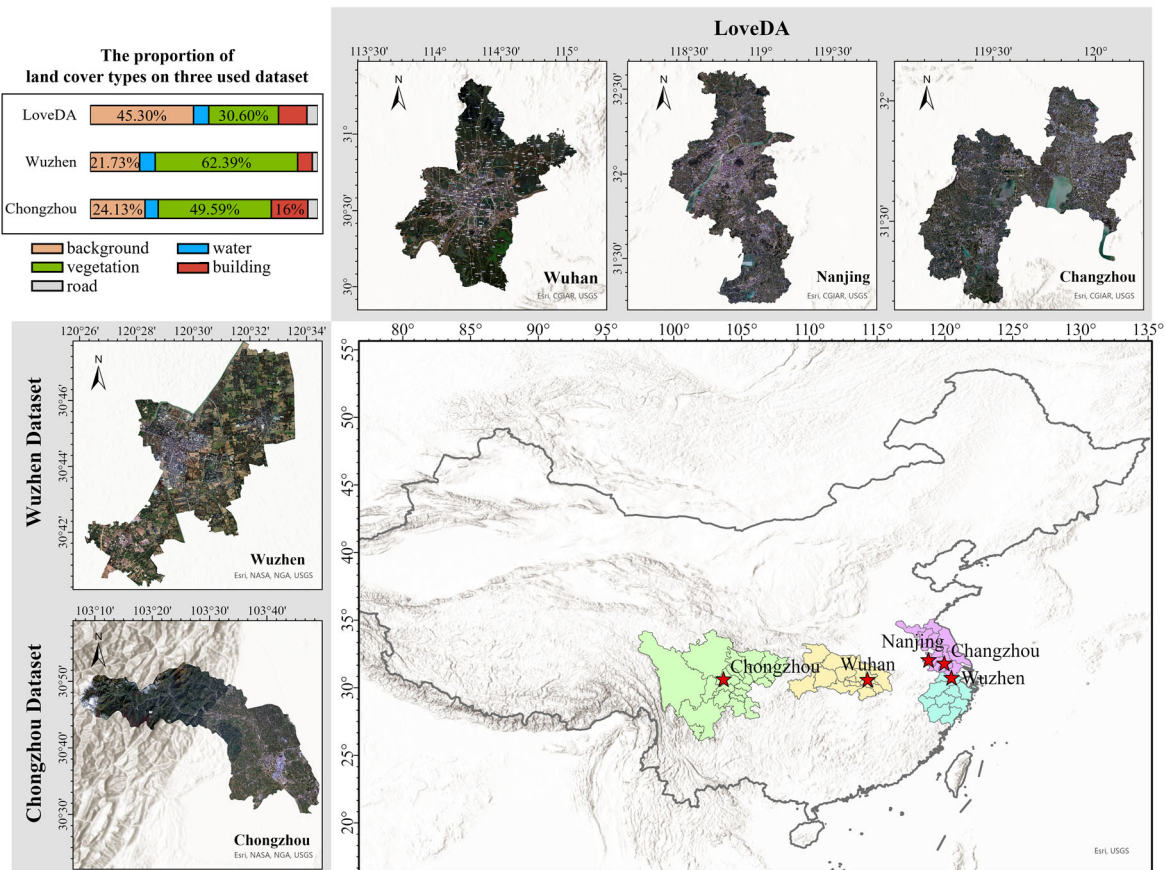 The proportion of
land cover types on three used dataset
LoveDA
45.30%
30.60%
Wuzhen
21.73%
62.39%
Chongzhou
24.13%
49.59%
16%
background
water
vegetation
building
road
LoveDA
113°30' 114° 114°30' 115°
N
31°
30°30'
30°
Wuhan
Esri, CGIAR, USGS
118°30' 119° 119°30'
N
32°30'
32°
31°30'
Nanjing
Esri, CGIAR, USGS
119°30' 120°
N
32°
31°30'
Changzhou
Esri, CGIAR, USGS
Wuzhen Dataset
120°26' 120°28' 120°30' 120°32' 120°34'
N
30°46'
30°44'
30°42'
Wuzhen
Esri, NASA, NGA, USGS
Chongzhou Dataset
103°10' 103°20' 103°30' 103°40'
N
30°50'
30°40'
30°30'
Chongzhou
Esri, NASA, NGA, USGS
80° 85° 90° 95° 100° 105° 110° 115° 120° 125° 130° 135°
55°
50°
45°
40°
35°
30°
25°
20°
Nanjing
Changzhou
Chongzhou
Wuhan
Wuzhen
Esri, USGS